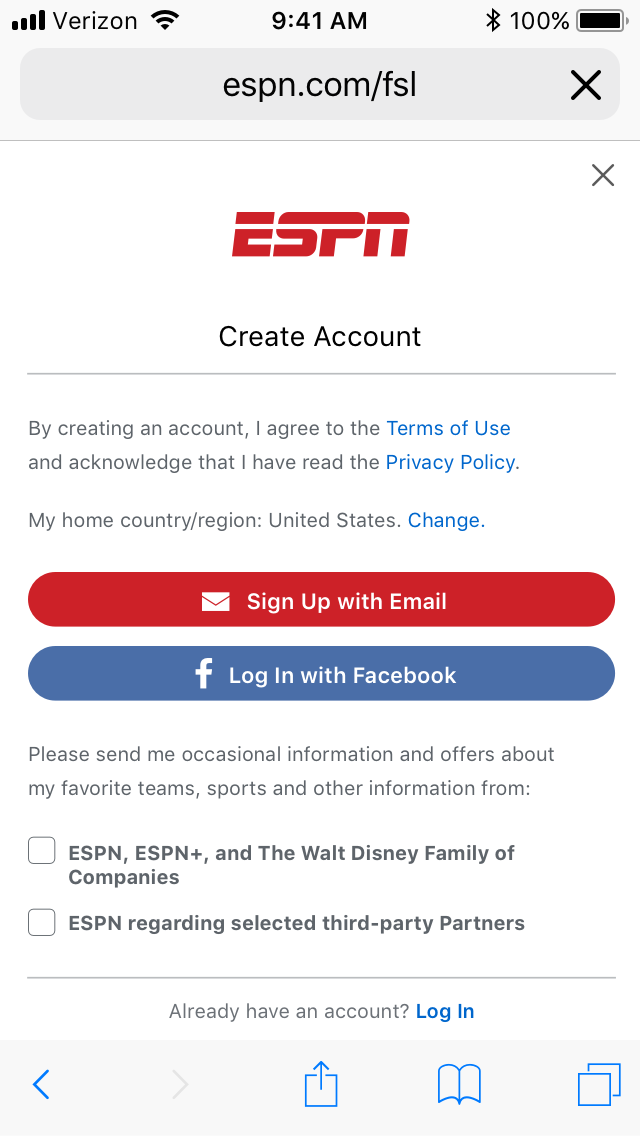 Verizon 9:41 AM 100%
espn.com/fsl
ESPN
Create Account
By creating an account, I agree to the Terms of Use
and acknowledge that I have read the Privacy Policy.
My home country/region: United States. Change.
Sign Up with Email
f Log In with Facebook
Please send me occasional information and offers about
my favorite teams, sports and other information from:
ESPN, ESPN+, and The Walt Disney Family of
Companies
ESPN regarding selected third-party Partners
Already have an account? Log In